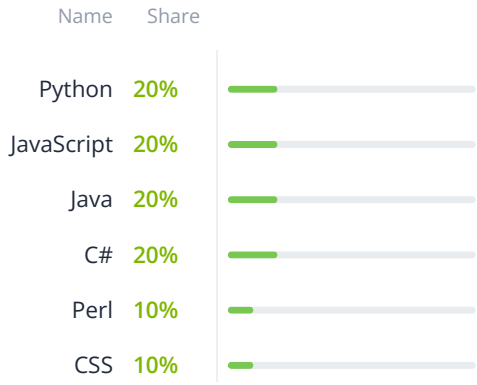 Name Share
Python 20%
JavaScript 20%
Java 20%
C# 20%
Perl 10%
CSS 10%